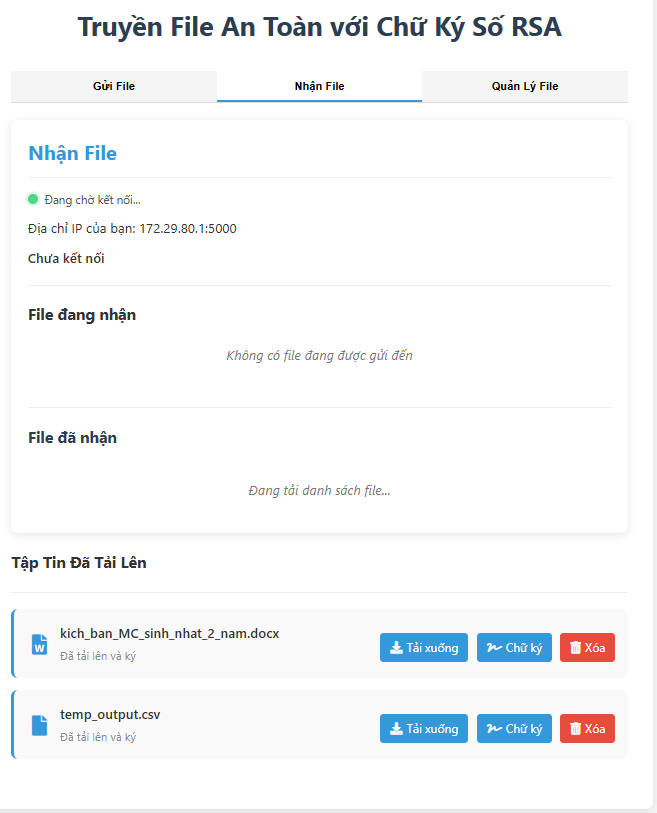 Truyền File An Toàn với Chữ Ký Số RSA
Gửi File Nhận File Quản Lý File
Nhận File
Đang chờ kết nối...
Địa chỉ IP của bạn: 172.29.80.1:5000
Chưa kết nối
File đang nhận
Không có file đang được gửi đến
File đã nhận
Đang tải danh sách file...
Tập Tin Đã Tải Lên
kich_ban_MC_sinh_nhat_2_nam.docx
Đã tải lên và ký
Tải xuống Chữ ký Xóa
temp_output.csv
Đã tải lên và ký
Tải xuống Chữ ký Xóa